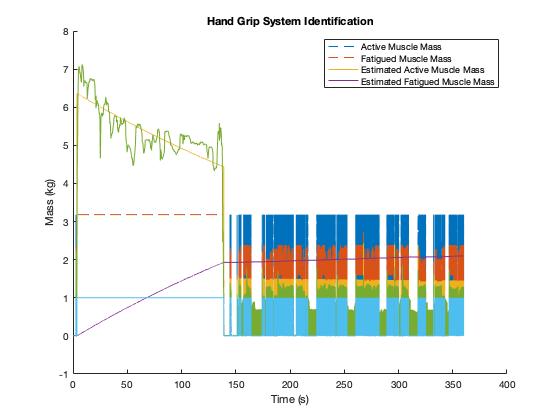 Hand Grip System Identification
8
7
6
5
4
3
2
1
0
-1
Mass (kg)
Active Muscle Mass
Fatigued Muscle Mass
Estimated Active Muscle Mass
Estimated Fatigued Muscle Mass
0 50 100 150 200 250 300 350 400
Time (s)